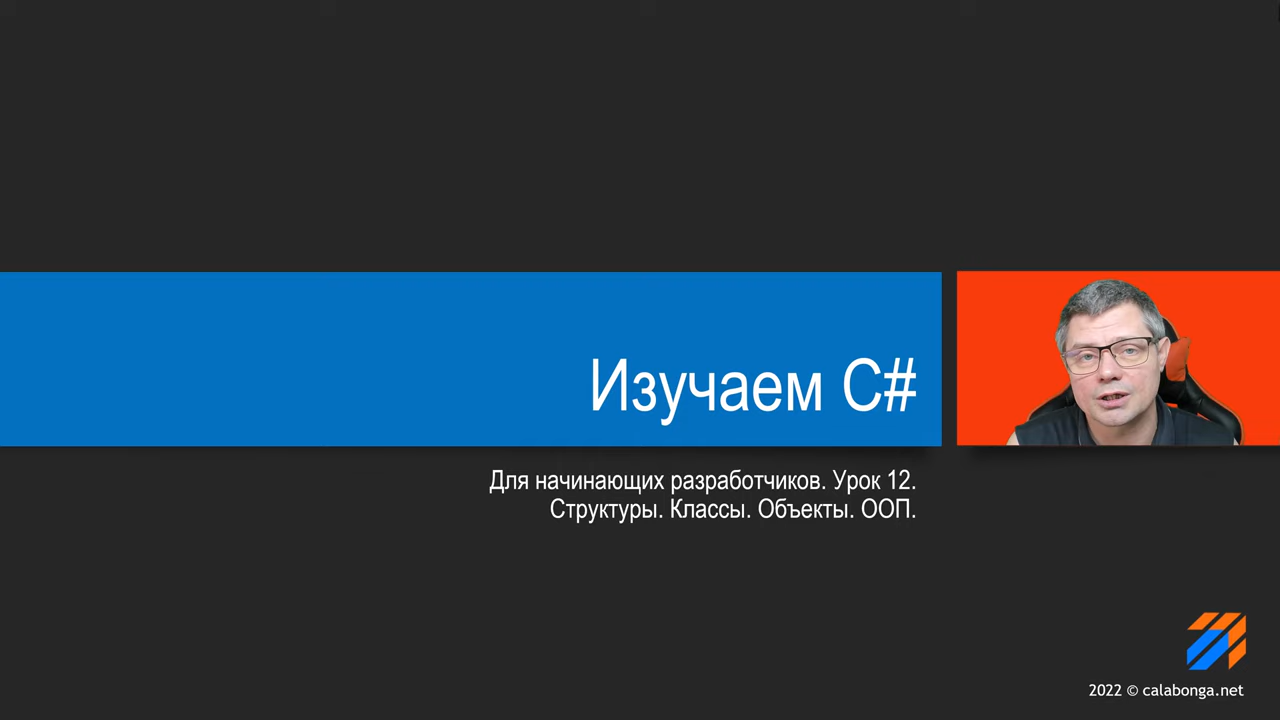 Изучаем C#
Для начинающих разработчиков. Урок 12.
Структуры. Классы. Объекты. ООП.
2022 © calabonga.net